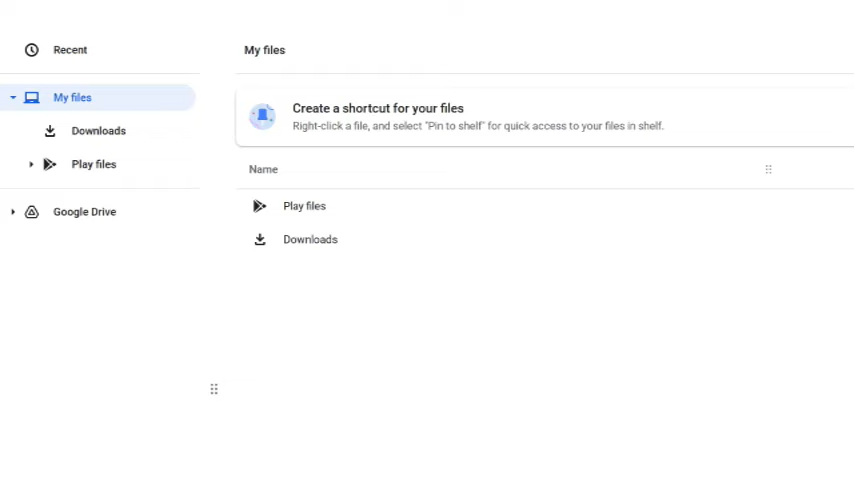 Recent
My files
Downloads
Play files
Google Drive
My files
Create a shortcut for your files
Right-click a file, and select "Pin to shelf" for quick access to your files in shelf.
Name
Play files
Downloads